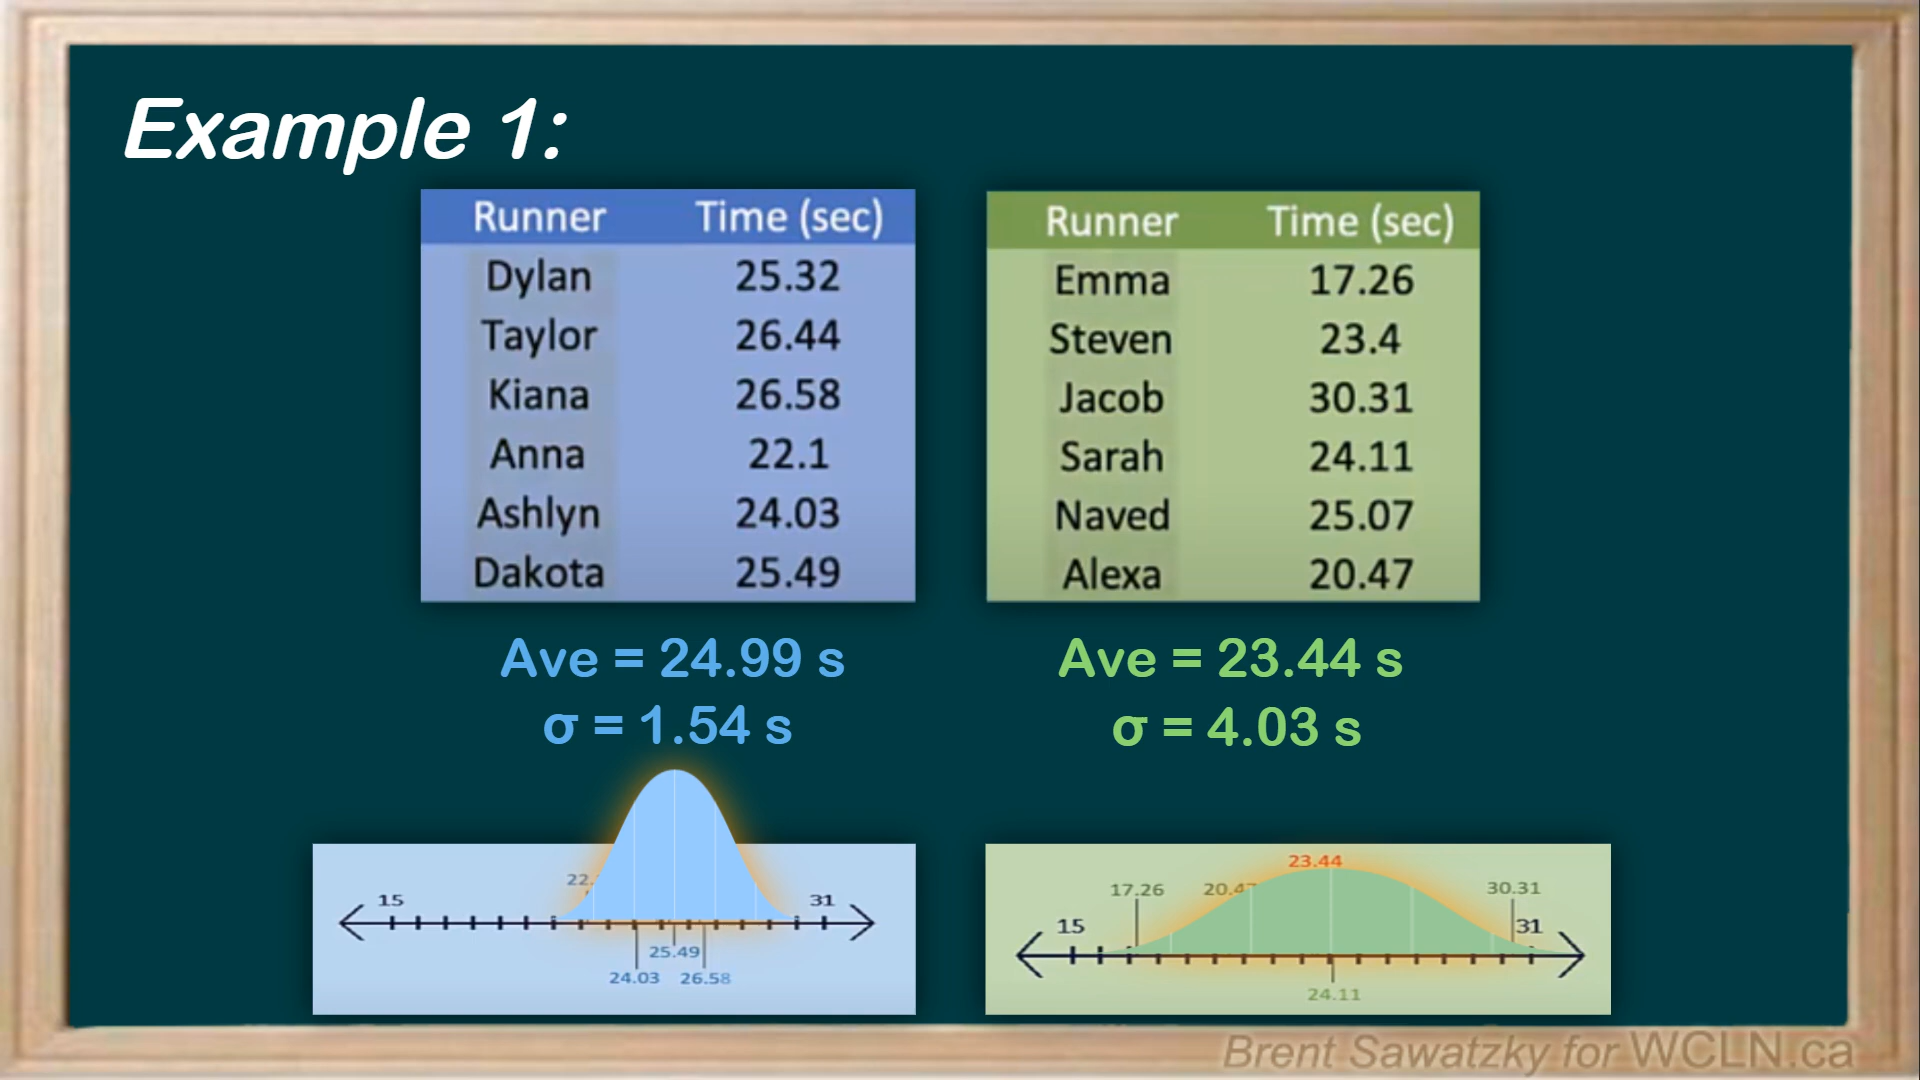 Example 1:
Runner Time (sec)
Dylan 25.32
Taylor 26.44
Kiana 26.58
Anna 22.1
Ashlyn 24.03
Dakota 25.49
Runner Time (sec)
Emma 17.26
Steven 23.4
Jacob 30.31
Sarah 24.11
Naved 25.07
Alexa 20.47
Ave = 24.99 s
σ = 1.54 s
Ave = 23.44 s
σ = 4.03 s
15
31
25.49
24.03 26.58
23.44
17.26 20.47 30.31
15 31
24.11
Brent Sawatzky for WCLN.ca